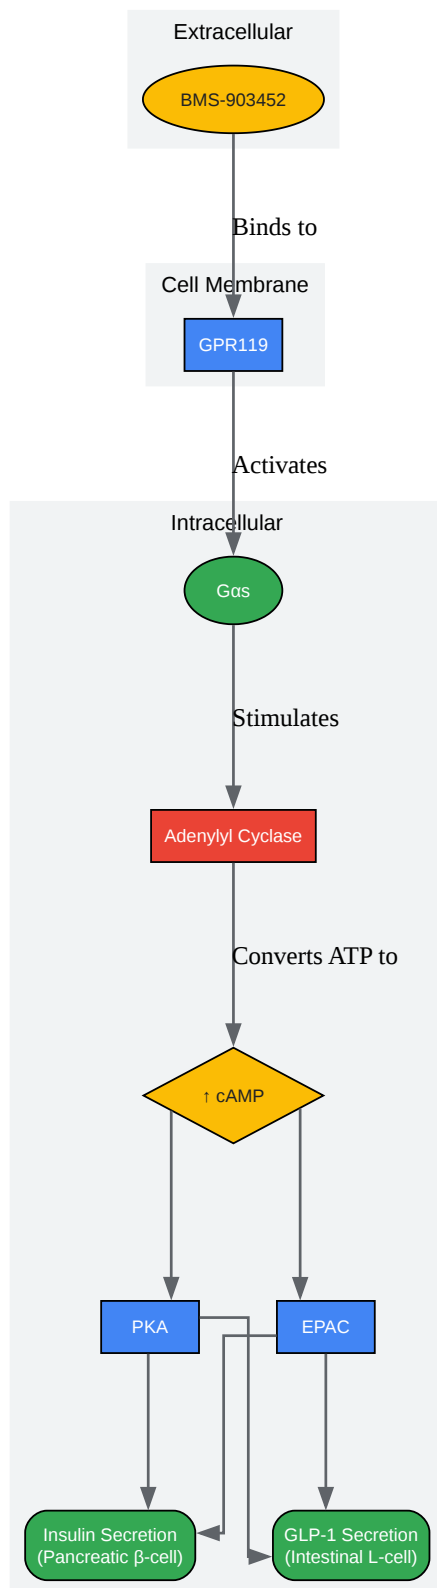 Extracellular
BMS-903452
Binds to
Cell Membrane
GPR119
Activates
Intracellular
Gαs
Stimulates
Adenylyl Cyclase
Converts ATP to
↑ cAMP
PKA
EPAC
Insulin Secretion
(Pancreatic β-cell)
GLP-1 Secretion
(Intestinal L-cell)